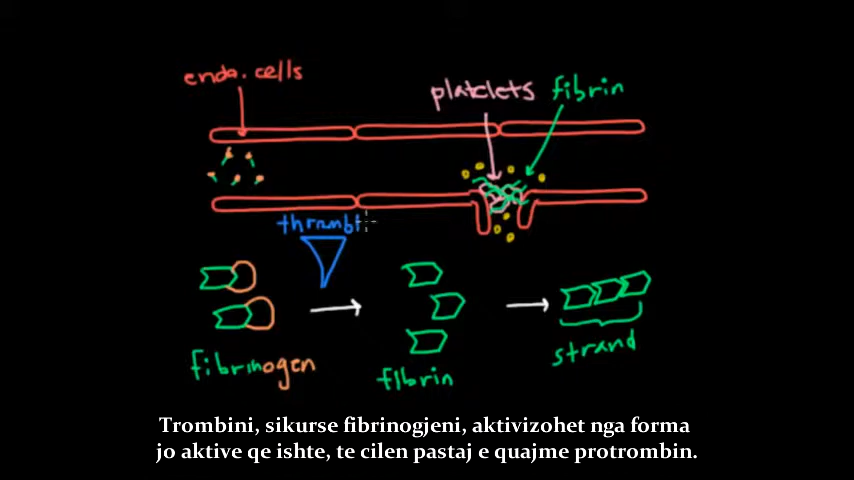 endo. cells
platelets fibrin
thrombi
fibrinogen
fibrin
strand
Trombini, sikurse fibrinogjeni, aktivizohet nga forma
jo aktive qe ishte, te cilen pastaj e quajme protrombin.